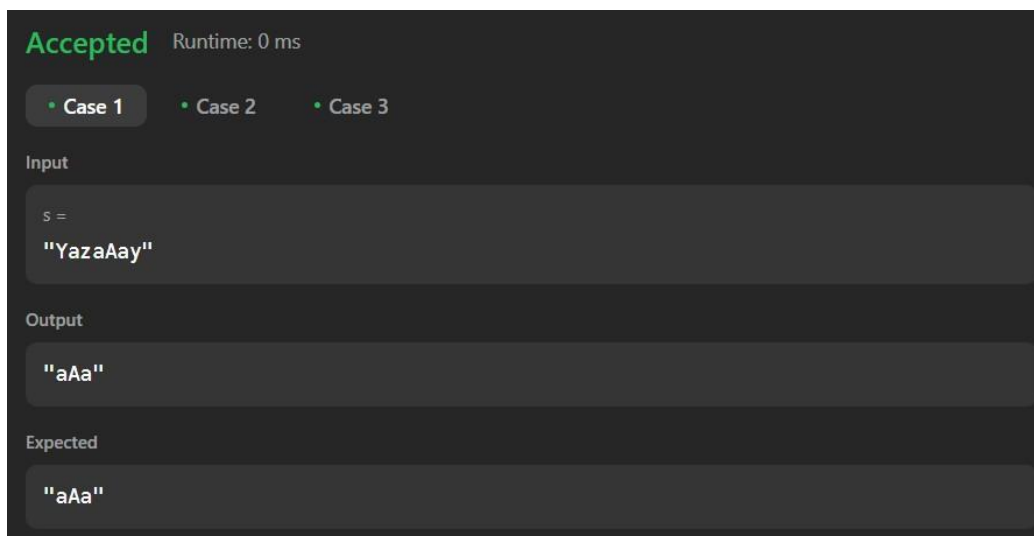 Accepted Runtime: 0 ms
• Case 1 • Case 2 • Case 3
Input
s =
"YazaAay"
Output
"aAa"
Expected
"aAa"